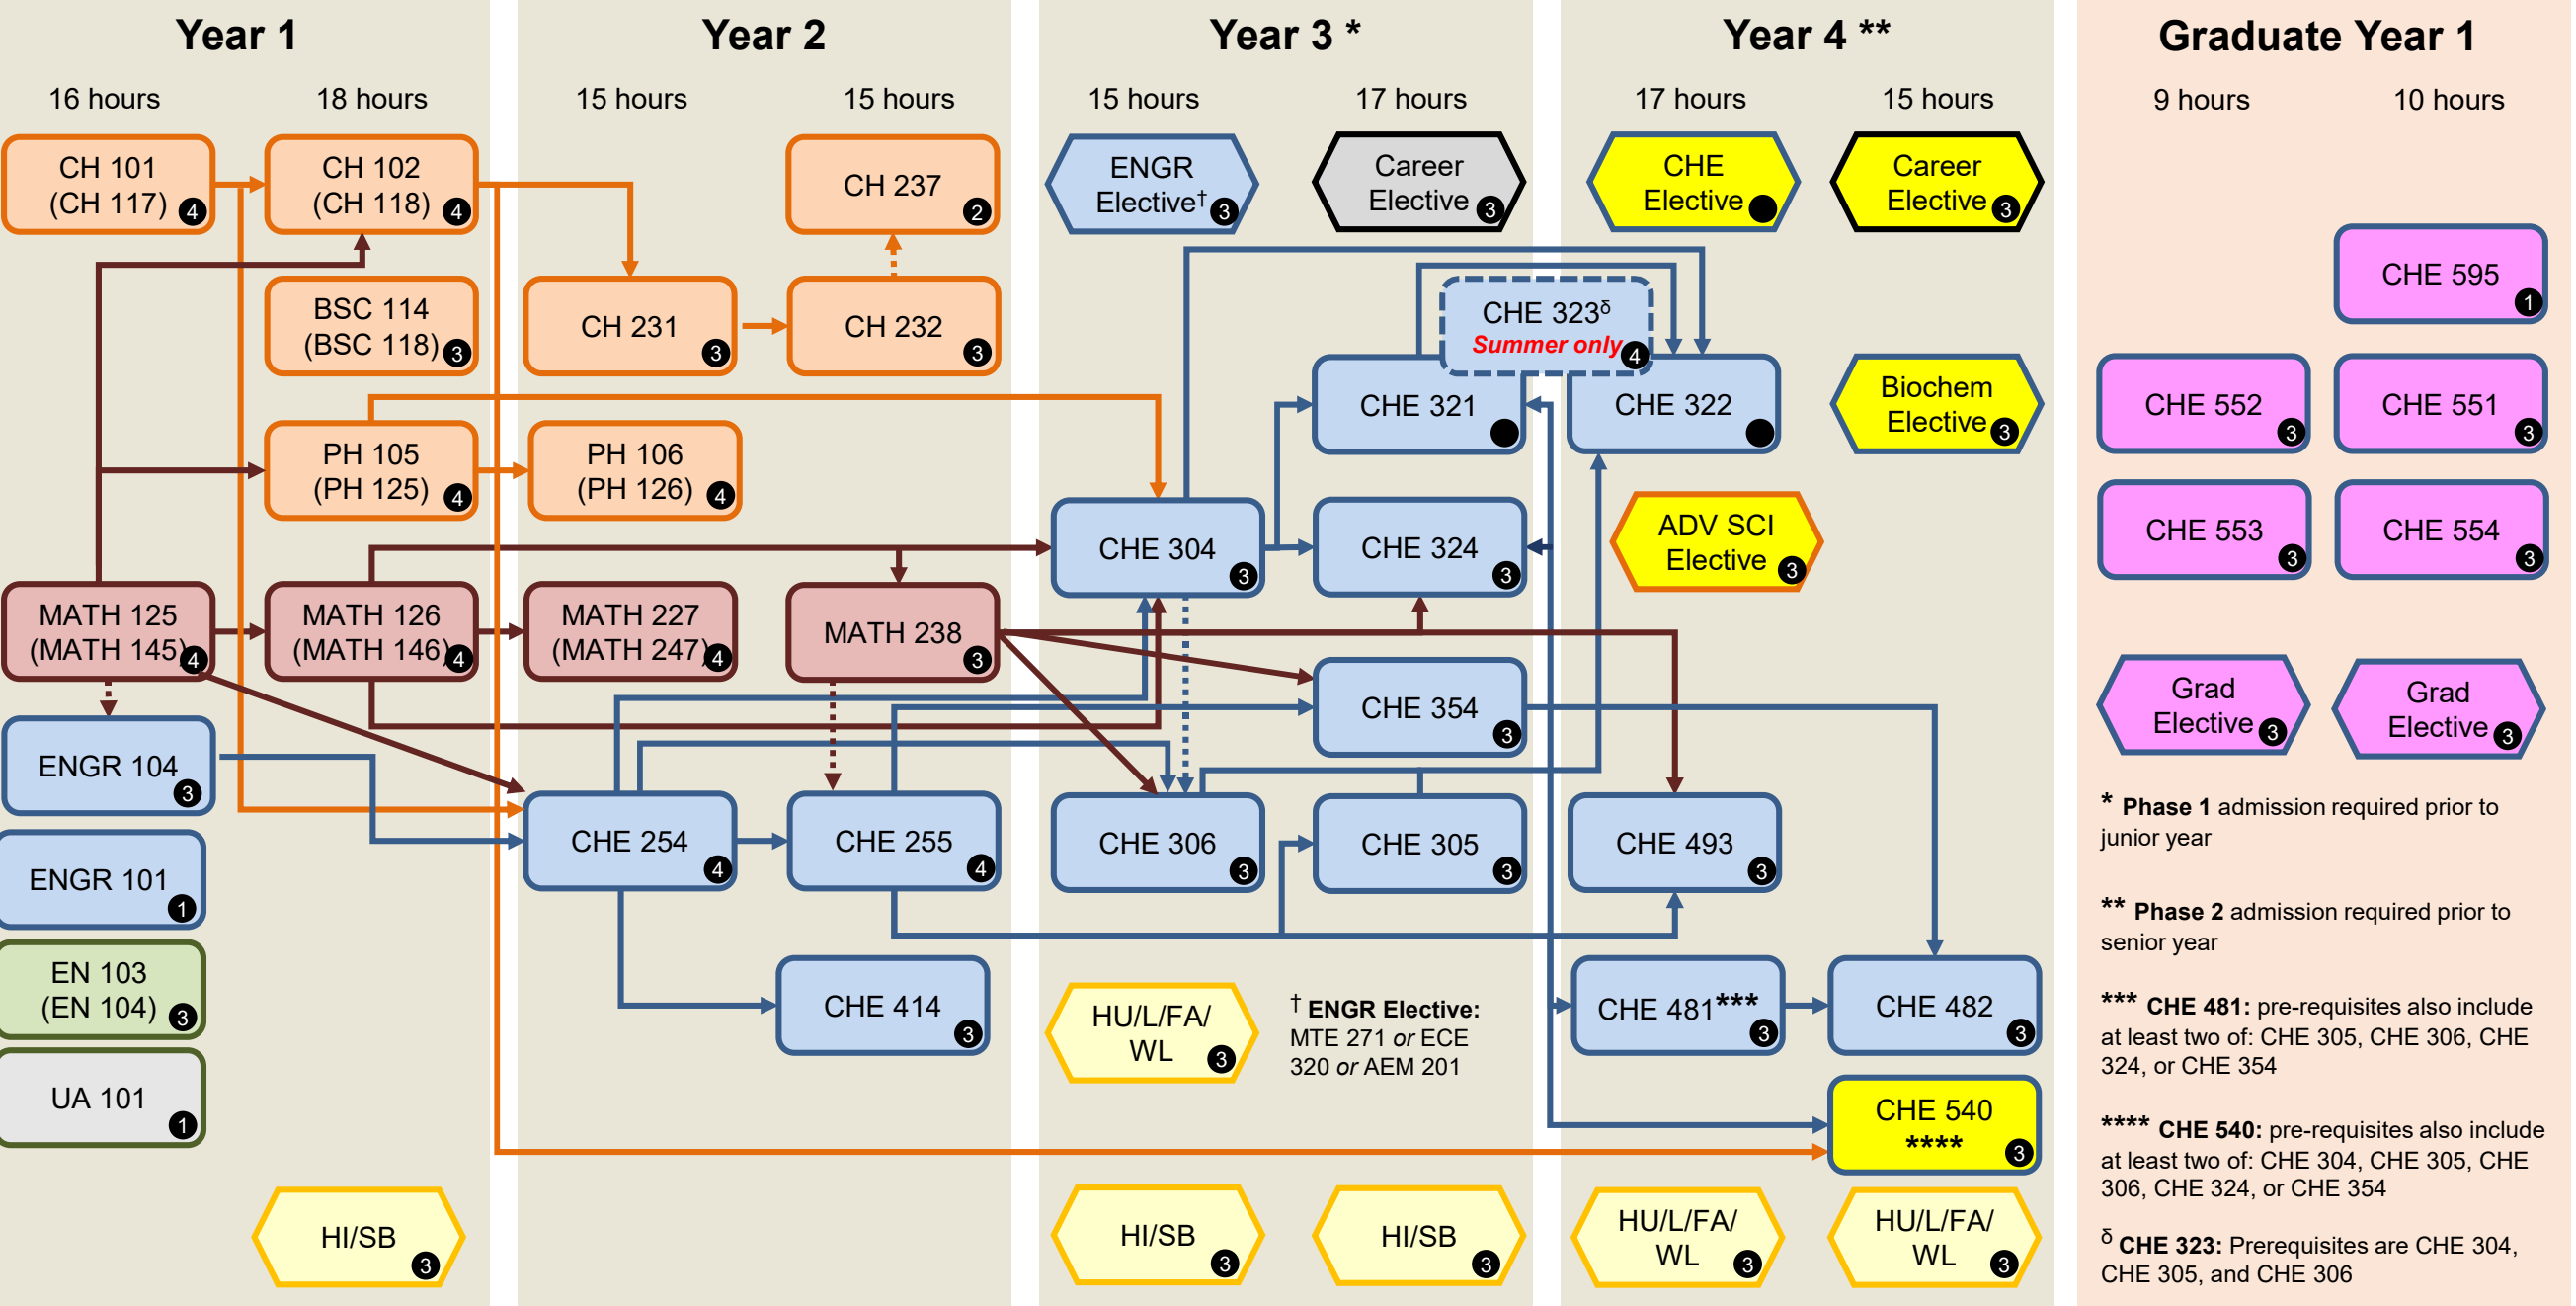 Year 1
16 hours
18 hours
CH 101
(CH 117)
4
CH 102
(CH 118)
4
BSC 114
(BSC 118)
3
PH 105
(PH 125)
4
MATH 125
(MATH 145)
4
MATH 126
(MATH 146)
4
ENGR 104
3
ENGR 101
1
EN 103
(EN 104)
3
UA 101
1
HI/SB
3
Year 2
15 hours
15 hours
CH 237
2
CH 231
3
CH 232
3
PH 106
(PH 126)
4
MATH 227
(MATH 247)
4
MATH 238
3
CHE 254
4
CHE 255
4
CHE 414
3
Year 3 *
15 hours
17 hours
ENGR
Elective†
3
Career
Elective
3
CHE 323δ
Summer only
4
CHE 321
CHE 304
3
CHE 324
3
CHE 354
3
CHE 306
3
CHE 305
3
HU/L/FA/
WL
3
† ENGR Elective:
MTE 271 or ECE
320 or AEM 201
HI/SB
3
HI/SB
3
Year 4 **
17 hours
15 hours
CHE
Elective
Career
Elective
3
CHE 322
Biochem
Elective
3
ADV SCI
Elective
3
CHE 493
3
CHE 481***
3
CHE 482
3
CHE 540
****
3
HU/L/FA/
WL
3
HU/L/FA/
WL
3
Graduate Year 1
9 hours
10 hours
CHE 595
1
CHE 552
3
CHE 551
3
CHE 553
3
CHE 554
3
Grad
Elective
3
Grad
Elective
3
* Phase 1 admission required prior to
junior year
** Phase 2 admission required prior to
senior year
*** CHE 481: pre-requisites also include
at least two of: CHE 305, CHE 306, CHE
324, or CHE 354
**** CHE 540: pre-requisites also include
at least two of: CHE 304, CHE 305, CHE
306, CHE 324, or CHE 354
δ CHE 323: Prerequisites are CHE 304,
CHE 305, and CHE 306